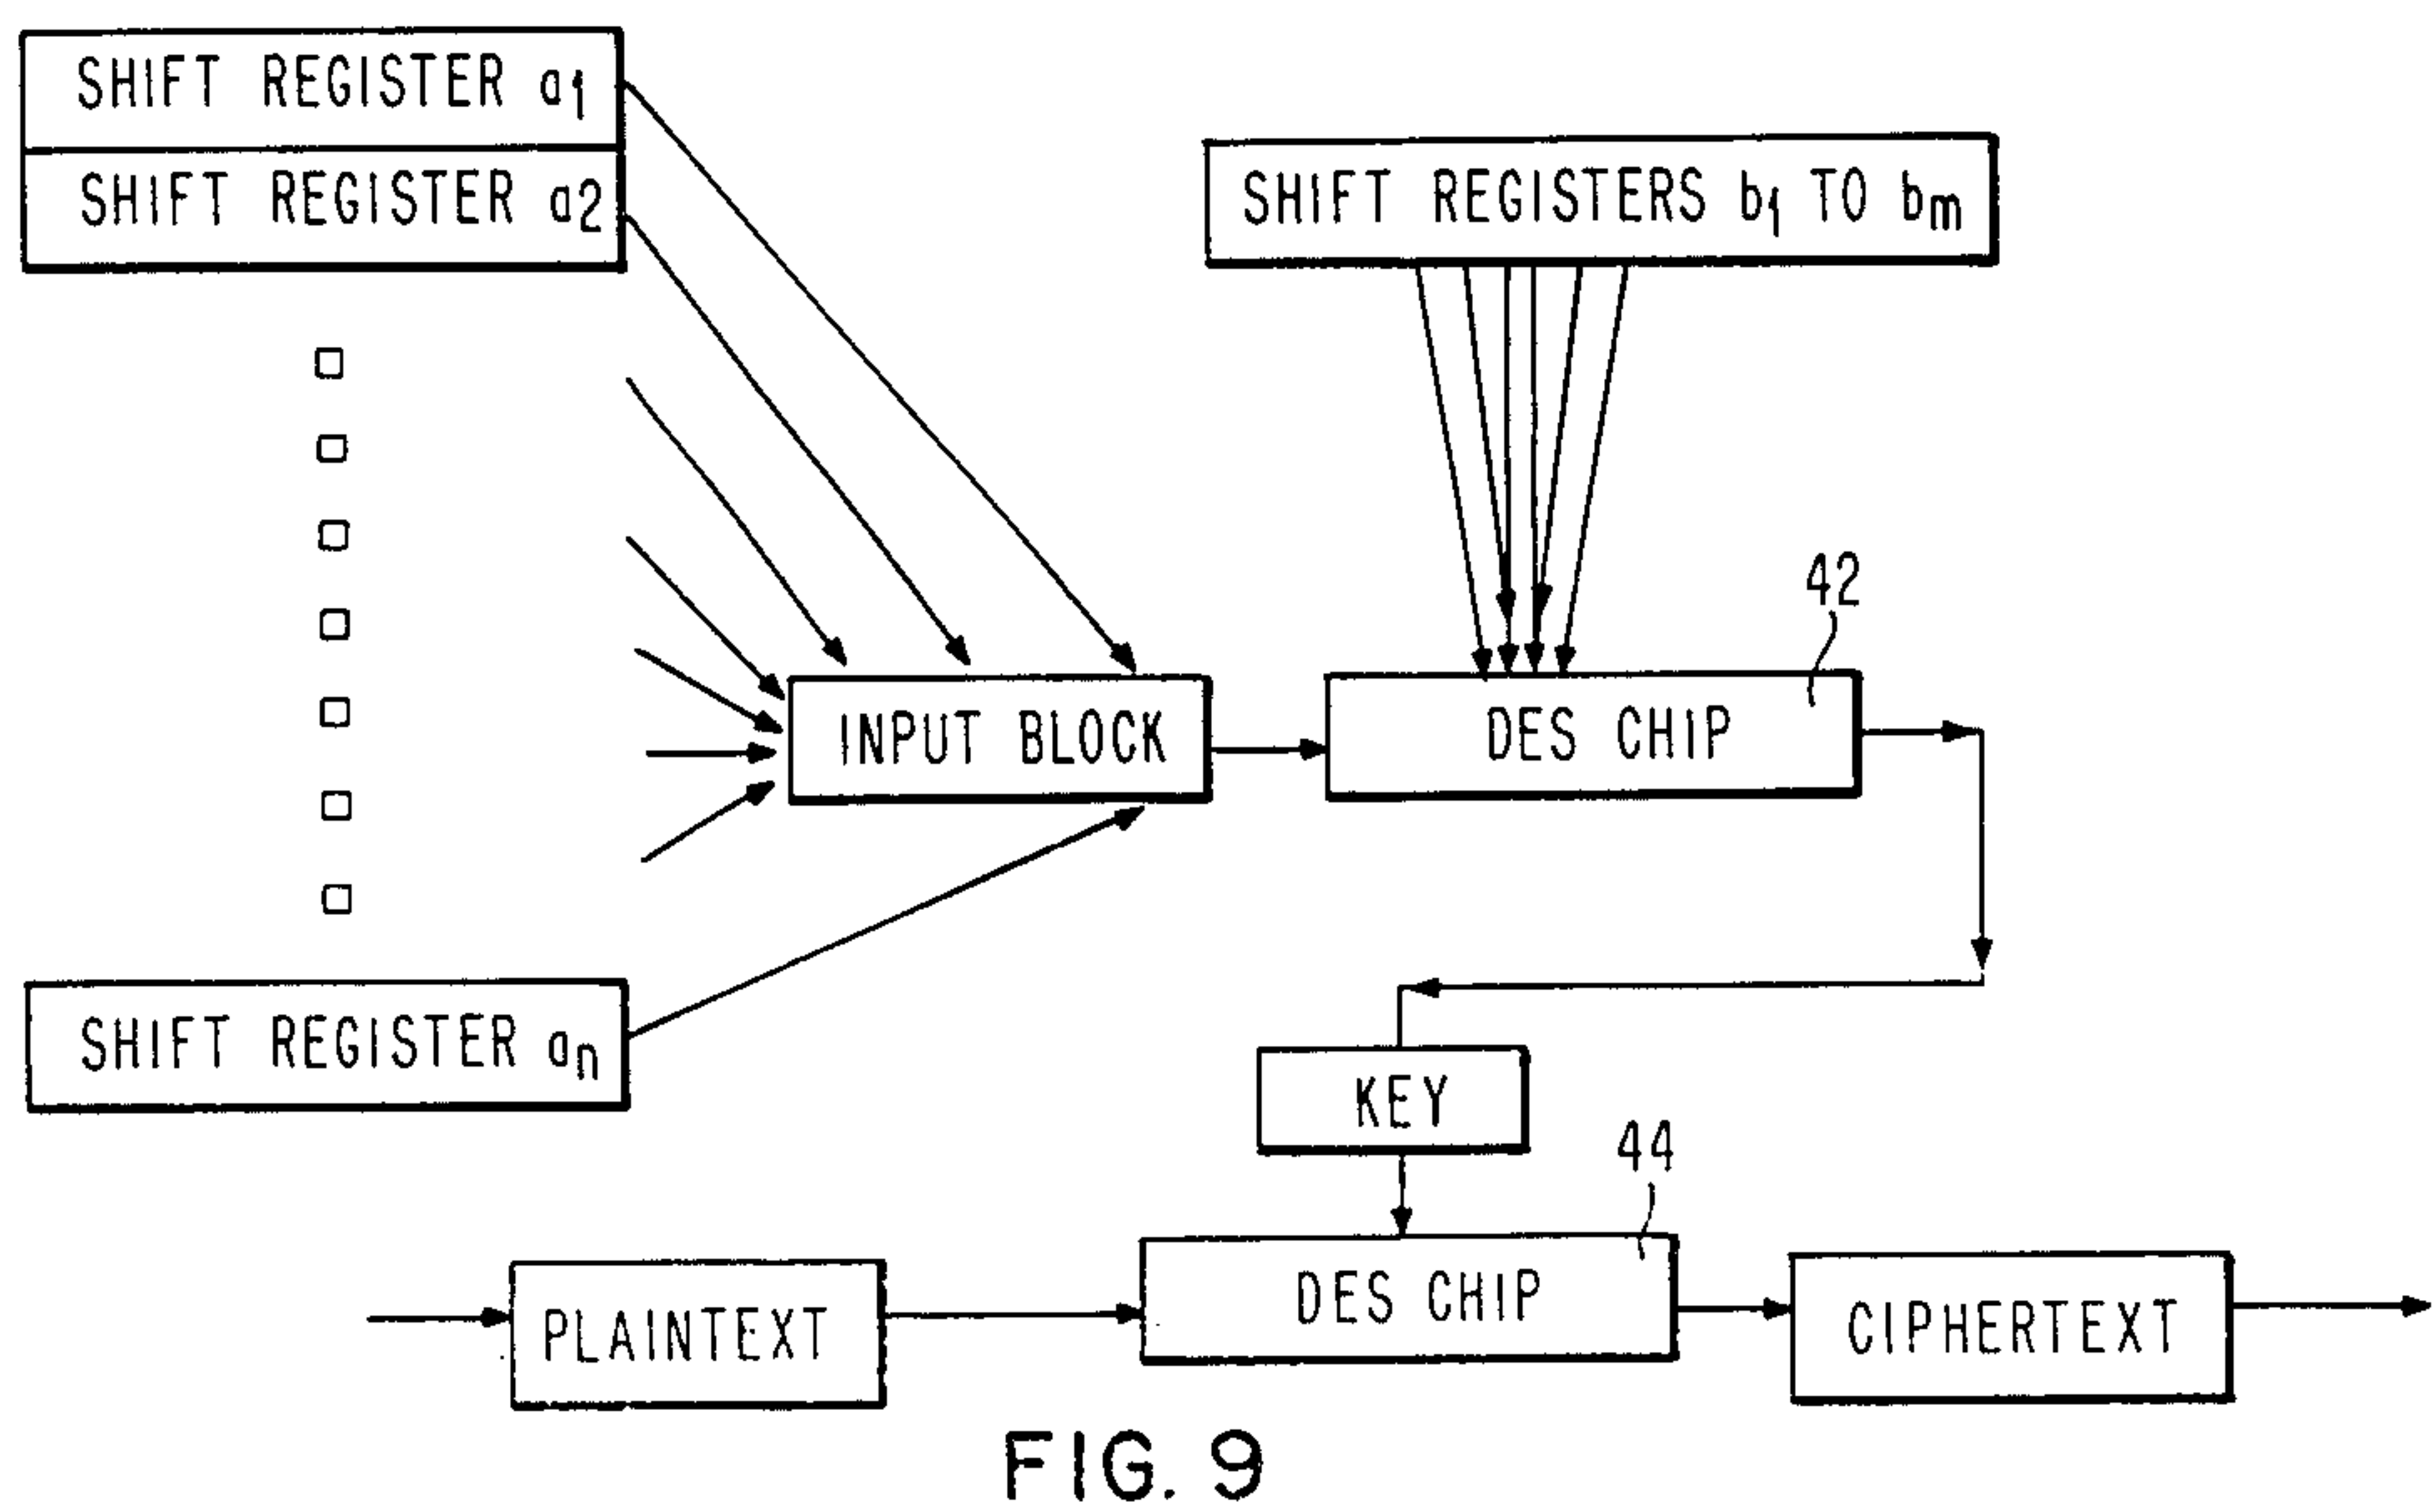 SHIFT REGISTER a1
SHIFT REGISTER a2
SHIFT REGISTERS b1 TO bm
42
INPUT BLOCK
DES CHIP
SHIFT REGISTER an
KEY
44
PLAINTEXT
DES CHIP
CIPHERTEXT
FIG. 9